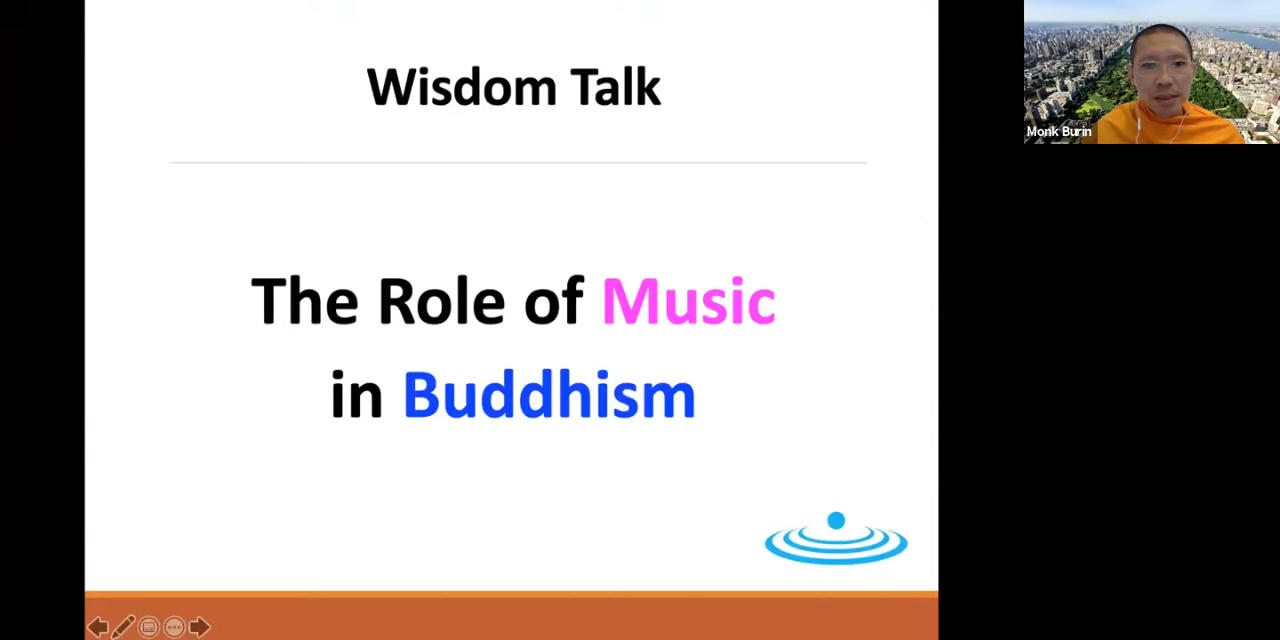 Wisdom Talk
The Role of Music
in Buddhism
Monk Burin